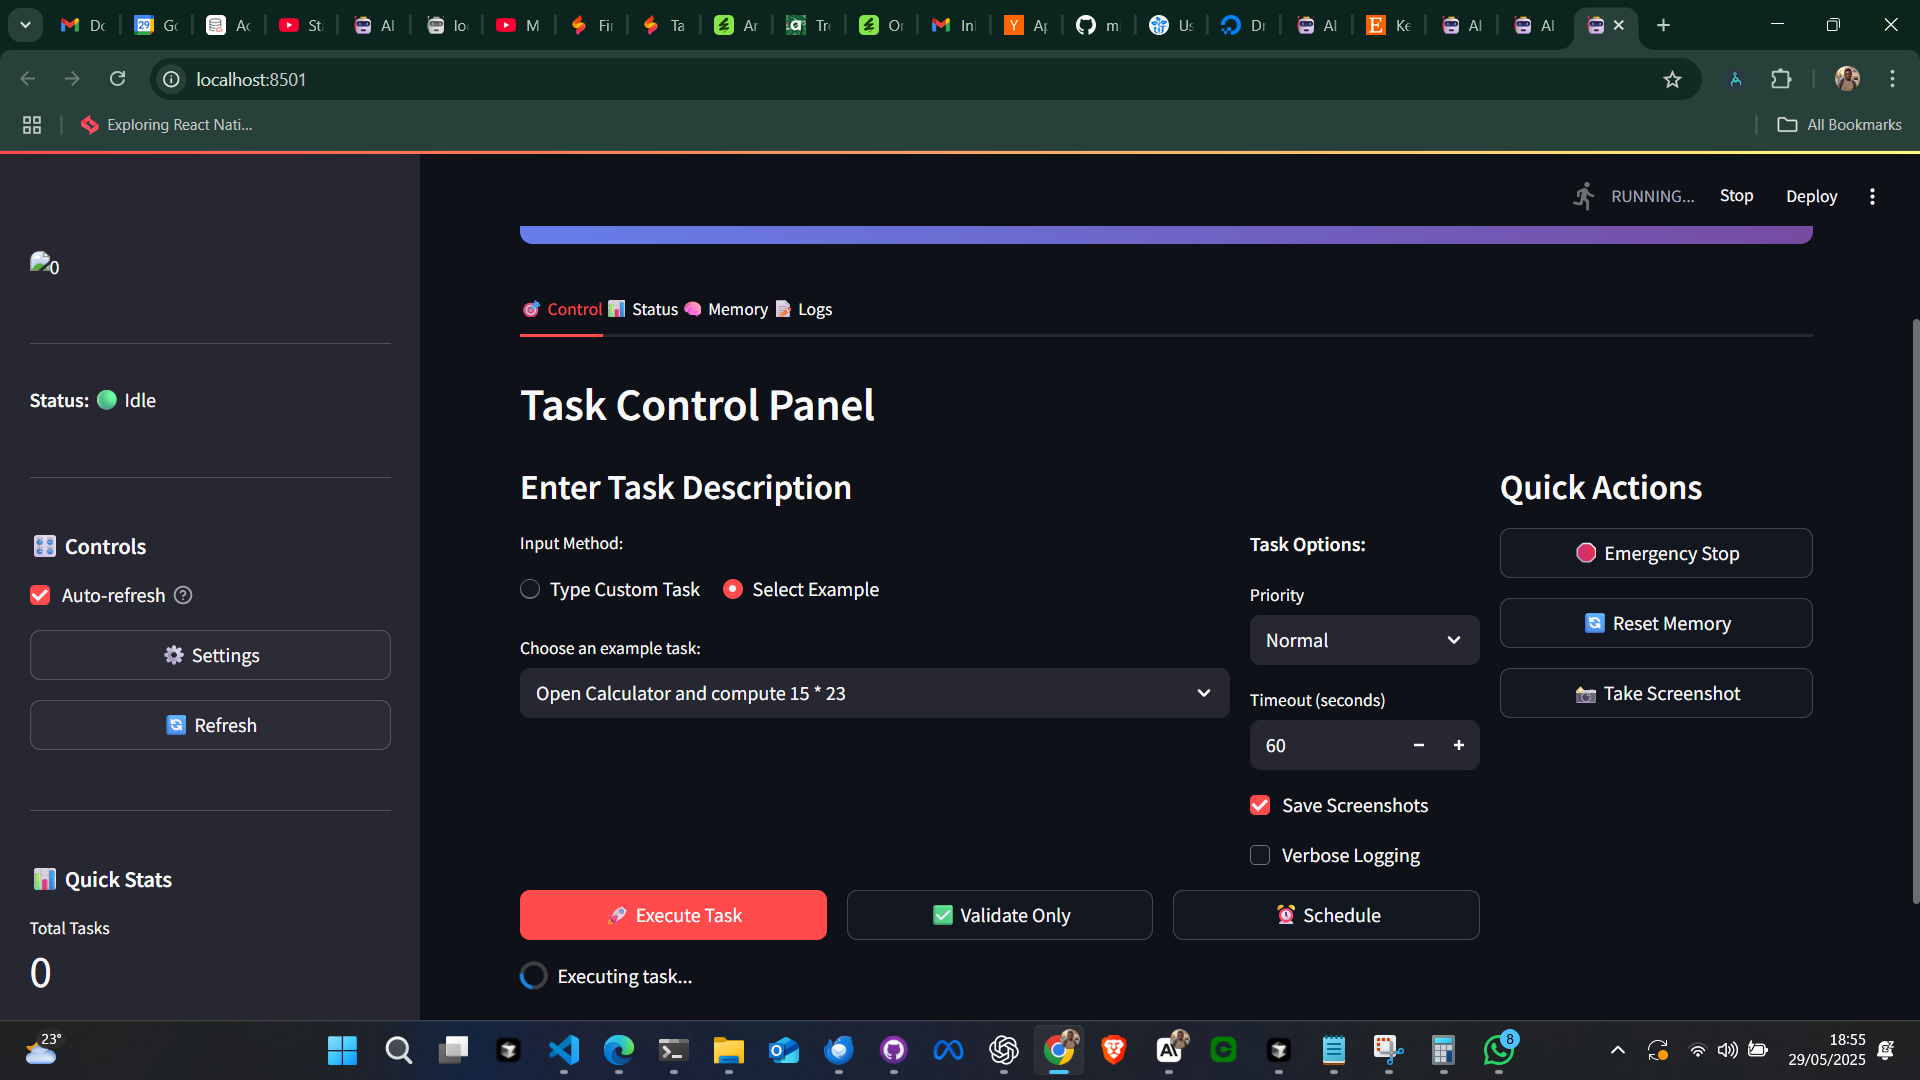 Do
Go
Ac
St
AI
lo
M
Fi
Ta
Ar
Tr
Or
In
Ap
mi
Us
Di
AI
Ke
AI
AI
localhost:8501
Exploring React Nati...
All Bookmarks
RUNNING...
Stop
Deploy
0
Control
Status
Memory
Logs
Status: Idle
Task Control Panel
Enter Task Description
Quick Actions
Input Method:
Task Options:
Emergency Stop
Controls
Type Custom Task
Select Example
Priority
Auto-refresh
Normal
Reset Memory
Choose an example task:
Settings
Open Calculator and compute 15 * 23
Timeout (seconds)
Take Screenshot
Refresh
60
Save Screenshots
Verbose Logging
Quick Stats
Execute Task
Validate Only
Schedule
Total Tasks
0
Executing task...
23°
8
18:55
29/05/2025